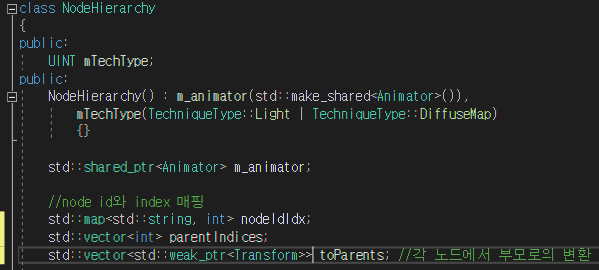 class NodeHierarchy
{
public:
UINT mTechType;
public:
NodeHierarchy() : m_animator(std::make_shared<Animator>()),
mTechType(TechniqueType::Light | TechniqueType::DiffuseMap)
{}
std::shared_ptr<Animator> m_animator;
//node id와 index 매핑
std::map<std::string, int> nodeIdIdx;
std::vector<int> parentIndices;
std::vector<std::weak_ptr<Transform>> toParents; //각 노드에서 부모로의 변환